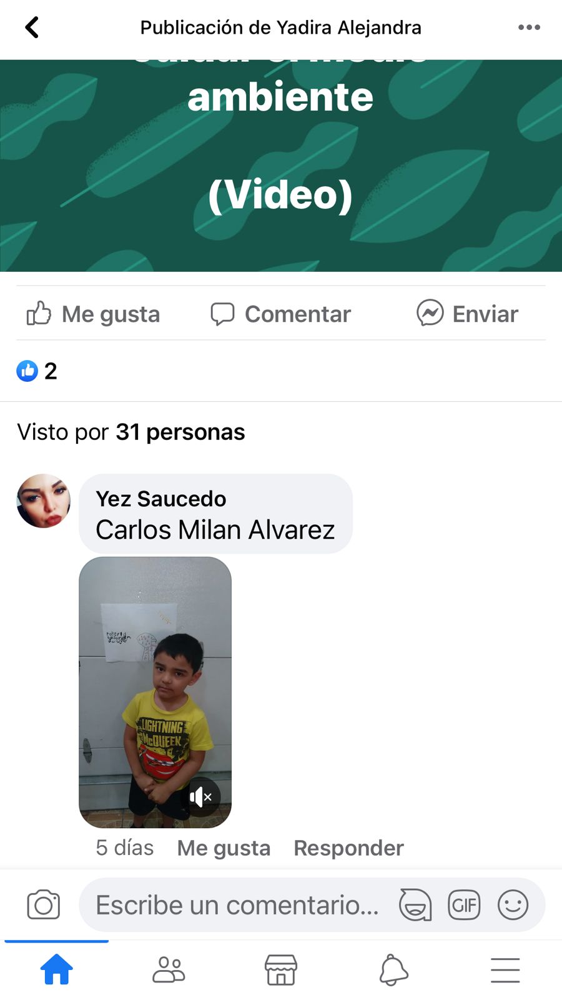 Publicación de Yadira Alejandra
ambiente
(Video)
Me gusta
Comentar
Enviar
2
Visto por 31 personas
Yez Saucedo
Carlos Milan Alvarez
LIGHTNING
McQUEEN
5 días
Me gusta
Responder
Escribe un comentario...
GIF